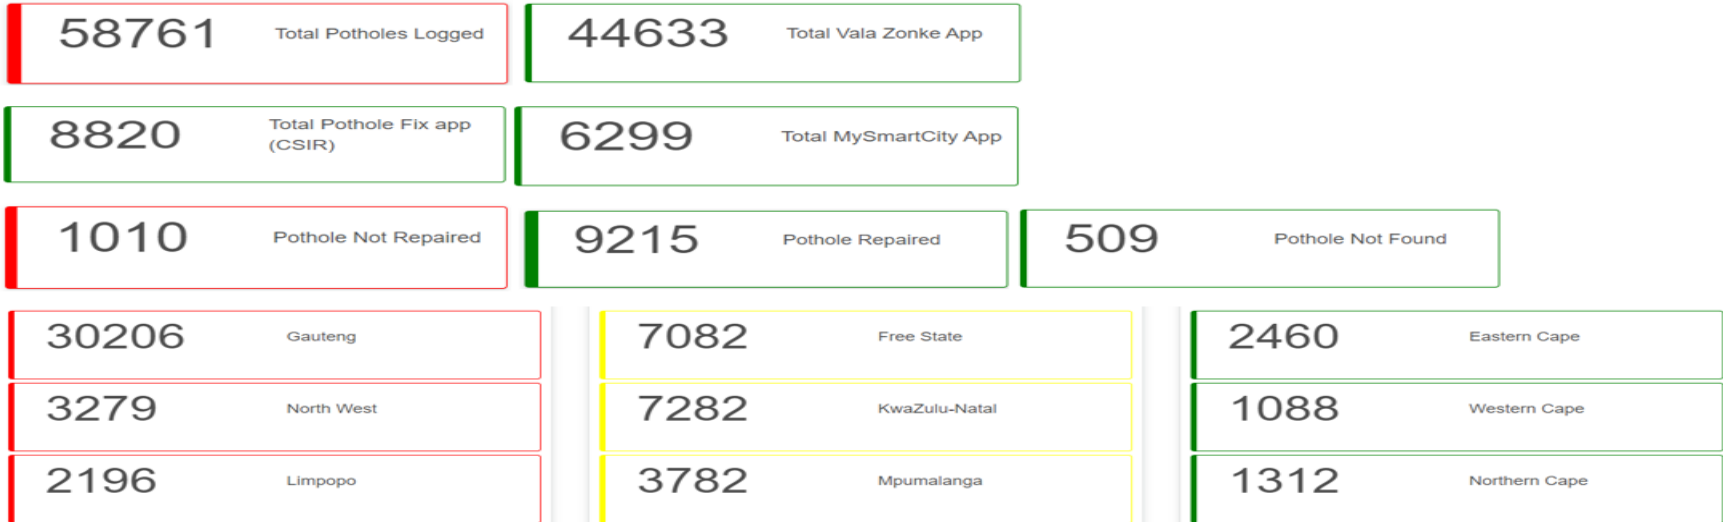 58761 Total Potholes Logged
44633 Total Vala Zonke App
8820 Total Pothole Fix app
(CSIR)
6299 Total MySmartCity App
1010 Pothole Not Repaired
9215 Pothole Repaired
509 Pothole Not Found
30206 Gauteng
7082 Free State
2460 Eastern Cape
3279 North West
7282 KwaZulu-Natal
1088 Western Cape
2196 Limpopo
3782 Mpumalanga
1312 Northern Cape